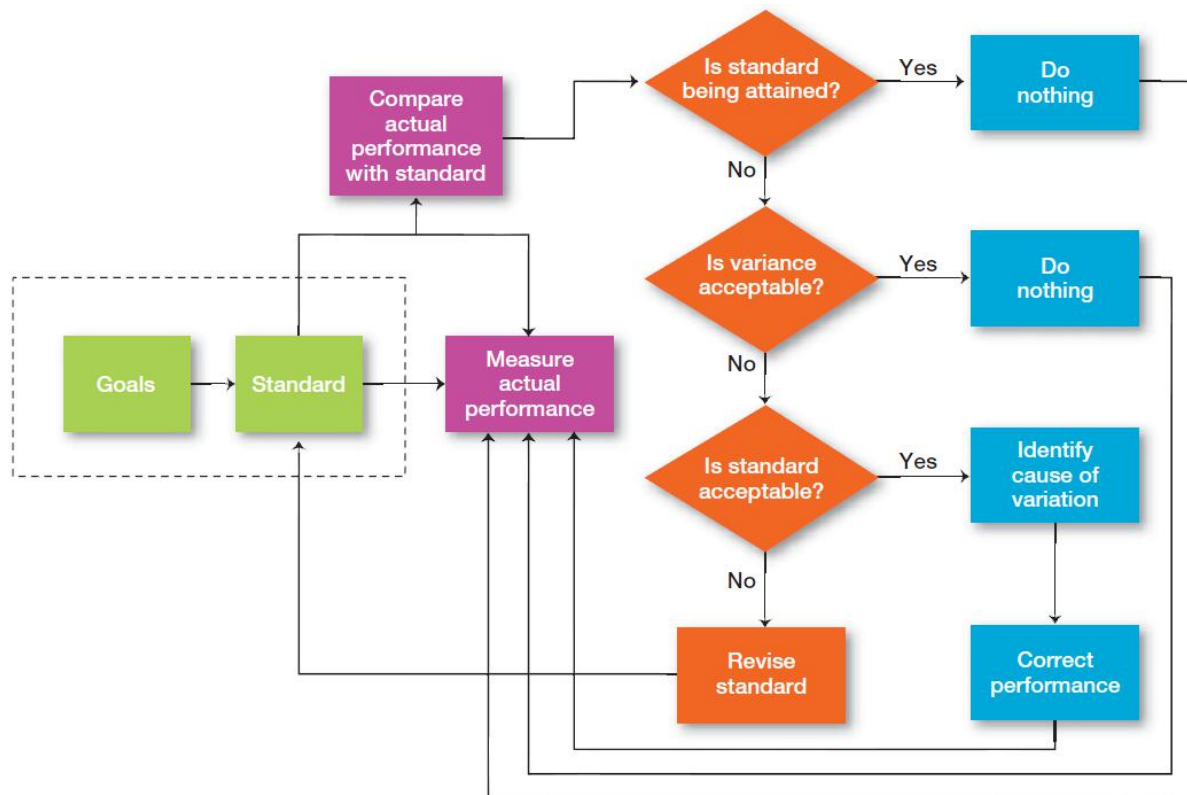 Compare
actual
performance
with standard
Is standard
being attained?
Yes
Do
nothing
No
Is variance
acceptable?
Yes
Do
nothing
Goals
Standard
Measure
actual
performance
No
Is standard
acceptable?
Yes
Identify
cause of
variation
No
Revise
standard
Correct
performance